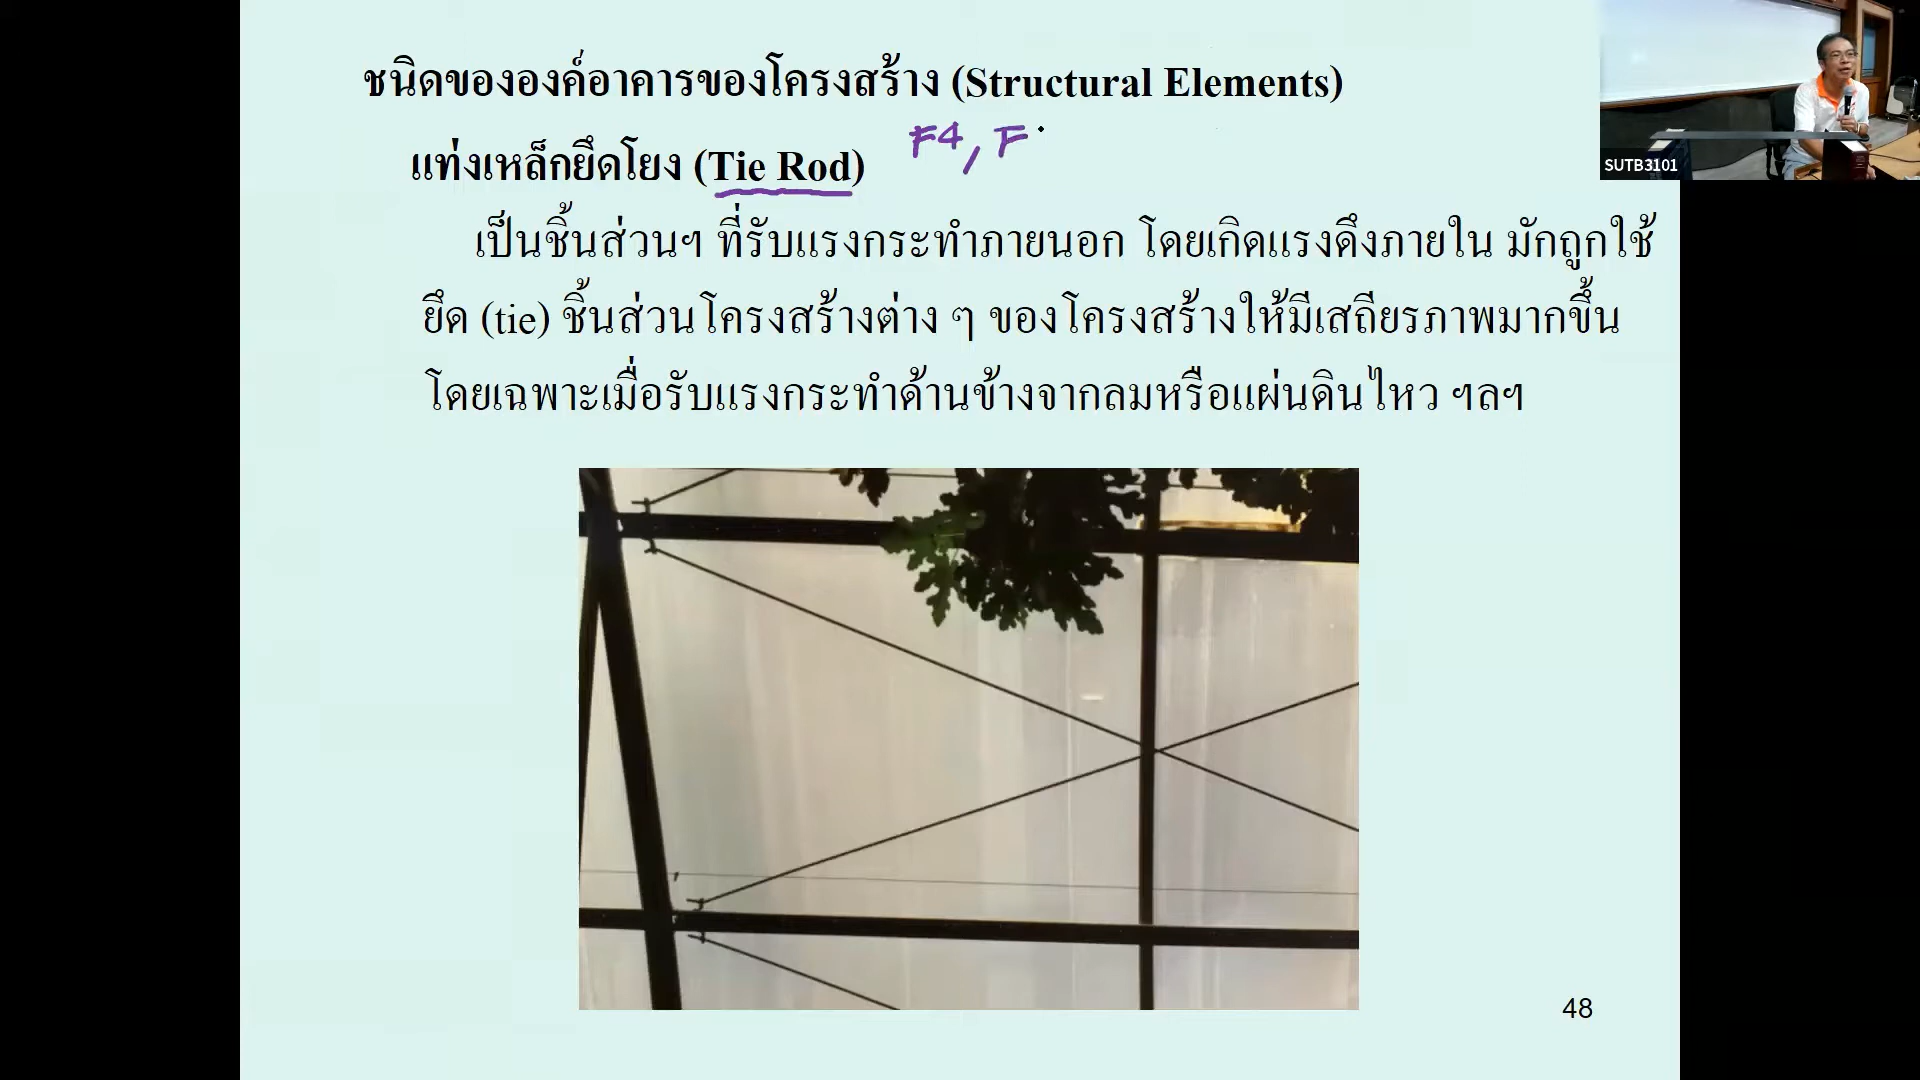 ชนิดขององค์อาคารของโครงสร้าง (Structural Elements)
แท่งเหล็กยึดโยง (Tie Rod)
F4, F
เป็นชิ้นส่วนฯ ที่รับแรงกระทำภายนอก โดยเกิดแรงดึงภายใน มักถูกใช้
ยึด (tie) ชิ้นส่วนโครงสร้างต่าง ๆ ของโครงสร้างให้มีเสถียรภาพมากขึ้น
โดยเฉพาะเมื่อรับแรงกระทำด้านข้างจากลมหรือแผ่นดินไหว ฯลฯ
48
SUTB3101